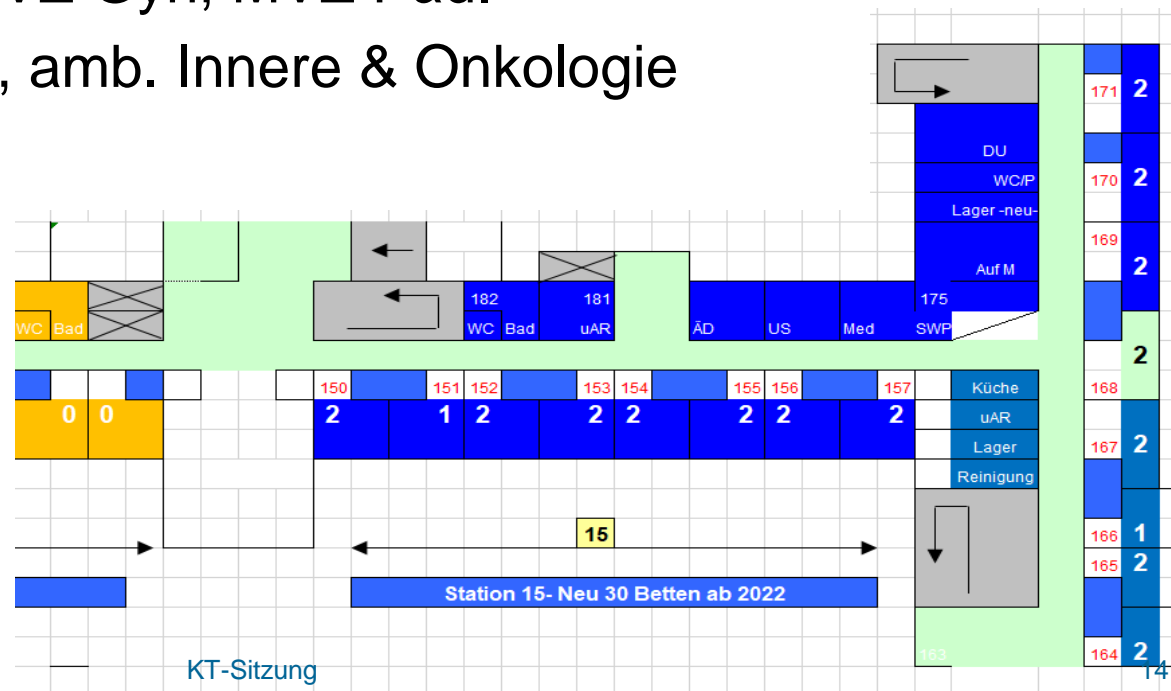 , amb. Innere & Onkologie
171 2
DU
WC/P 170 2
Lager -neu-
169
Auf M 2
182 181 175
WC Bad WC Bad uAR ÄD US Med SWP
2
150 151 152 153 154 155 156 157 Küche 168
0 0 2 1 2 2 2 2 2 2 uAR
Lager 167 2
Reinigung
15 166 1
165 2
Station 15- Neu 30 Betten ab 2022
163 164 2
KT-Sitzung 14